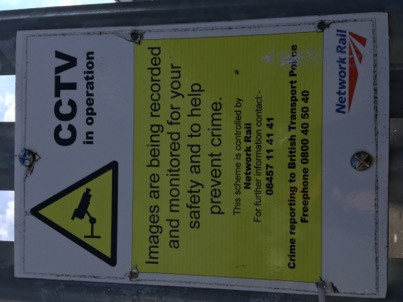 CCTV
in operation
Images are being recorded
and monitored for your
safety and to help
prevent crime.
This scheme is controlled by
Network Rail
For further information contact:-
08457 11 41 41
Crime reporting to British Transport Police
Freephone 0800 40 50 40
Network Rail